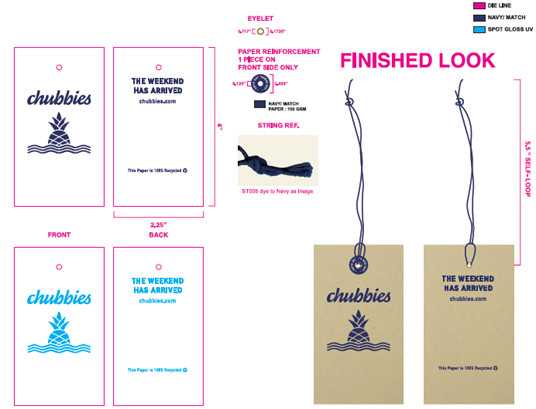 DIE LINE
NAVY/ MATCH
SPOT GLOSS UV
EYELET
PAPER REINFORCEMENT
1 PIECE ON
FRONT SIDE ONLY
NAVY/ MATCH
PAPER : 100 GSM
STRING REF.
ST005 dye to Navy as Image
FINISHED LOOK
chubbies
THE WEEKEND
HAS ARRIVED
chubbies.com
This Paper is 100% Recycled
4"
2.25"
FRONT
BACK
chubbies
THE WEEKEND
HAS ARRIVED
chubbies.com
This Paper is 100% Recycled
chubbies
THE WEEKEND
HAS ARRIVED
chubbies.com
This Paper is 100% Recycled
5.5" SELF-LOOP